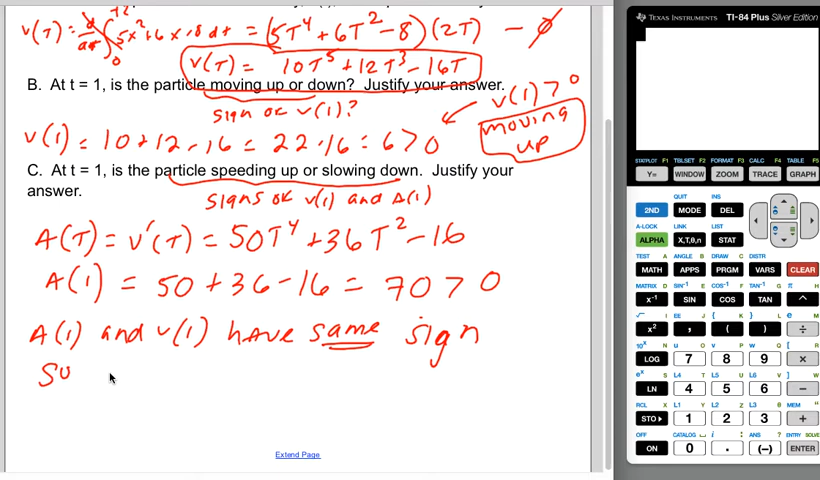 V(T) = d/dT ∫ 5x² + 6x - 8 dt = (5T⁴ + 6T² - 8)(2T) - 0
V(T) = 10T⁵ + 12T³ - 16T
B. At t = 1, is the particle moving up or down? Justify your answer.
sign of V(1)?
V(1) > 0
V(1) = 10 + 12 - 16 = 22 - 16 = 6 > 0
moving
up
C. At t = 1, is the particle speeding up or slowing down. Justify your
answer.
signs of V(1) and A(1)
A(T) = V'(T) = 50T⁴ + 36T² - 16
A(1) = 50 + 36 - 16 = 70 > 0
A(1) and V(1) have same sign
so
Extend Page
TEXAS INSTRUMENTS TI-84 Plus Silver Edition
STATPLOT F1 TBLSET F2 FORMAT F3 CALC F4 TABLE F5
Y= WINDOW ZOOM TRACE GRAPH
QUIT INS
2ND MODE DEL
A-LOCK LINK LIST
ALPHA X,T,θ,n STAT
TEST A ANGLE B DRAW C DISTR
MATH APPS PRGM VARS CLEAR
MATRIX D SIN⁻¹ E COS⁻¹ F TAN⁻¹ G π H
x⁻¹ SIN COS TAN ^
√ I EE J { K } L e M
x² , ( ) ÷
10ˣ N u O v P w Q [ R
LOG 7 8 9 ×
eˣ S L4 T L5 U L6 V ] W
LN 4 5 6 −
RCL X L1 Y L2 Z L3 θ MEM "
STO▸ 1 2 3 +
OFF CATALOG ⎵ i : ANS ? ENTRY SOLVE
ON 0 . (−) ENTER